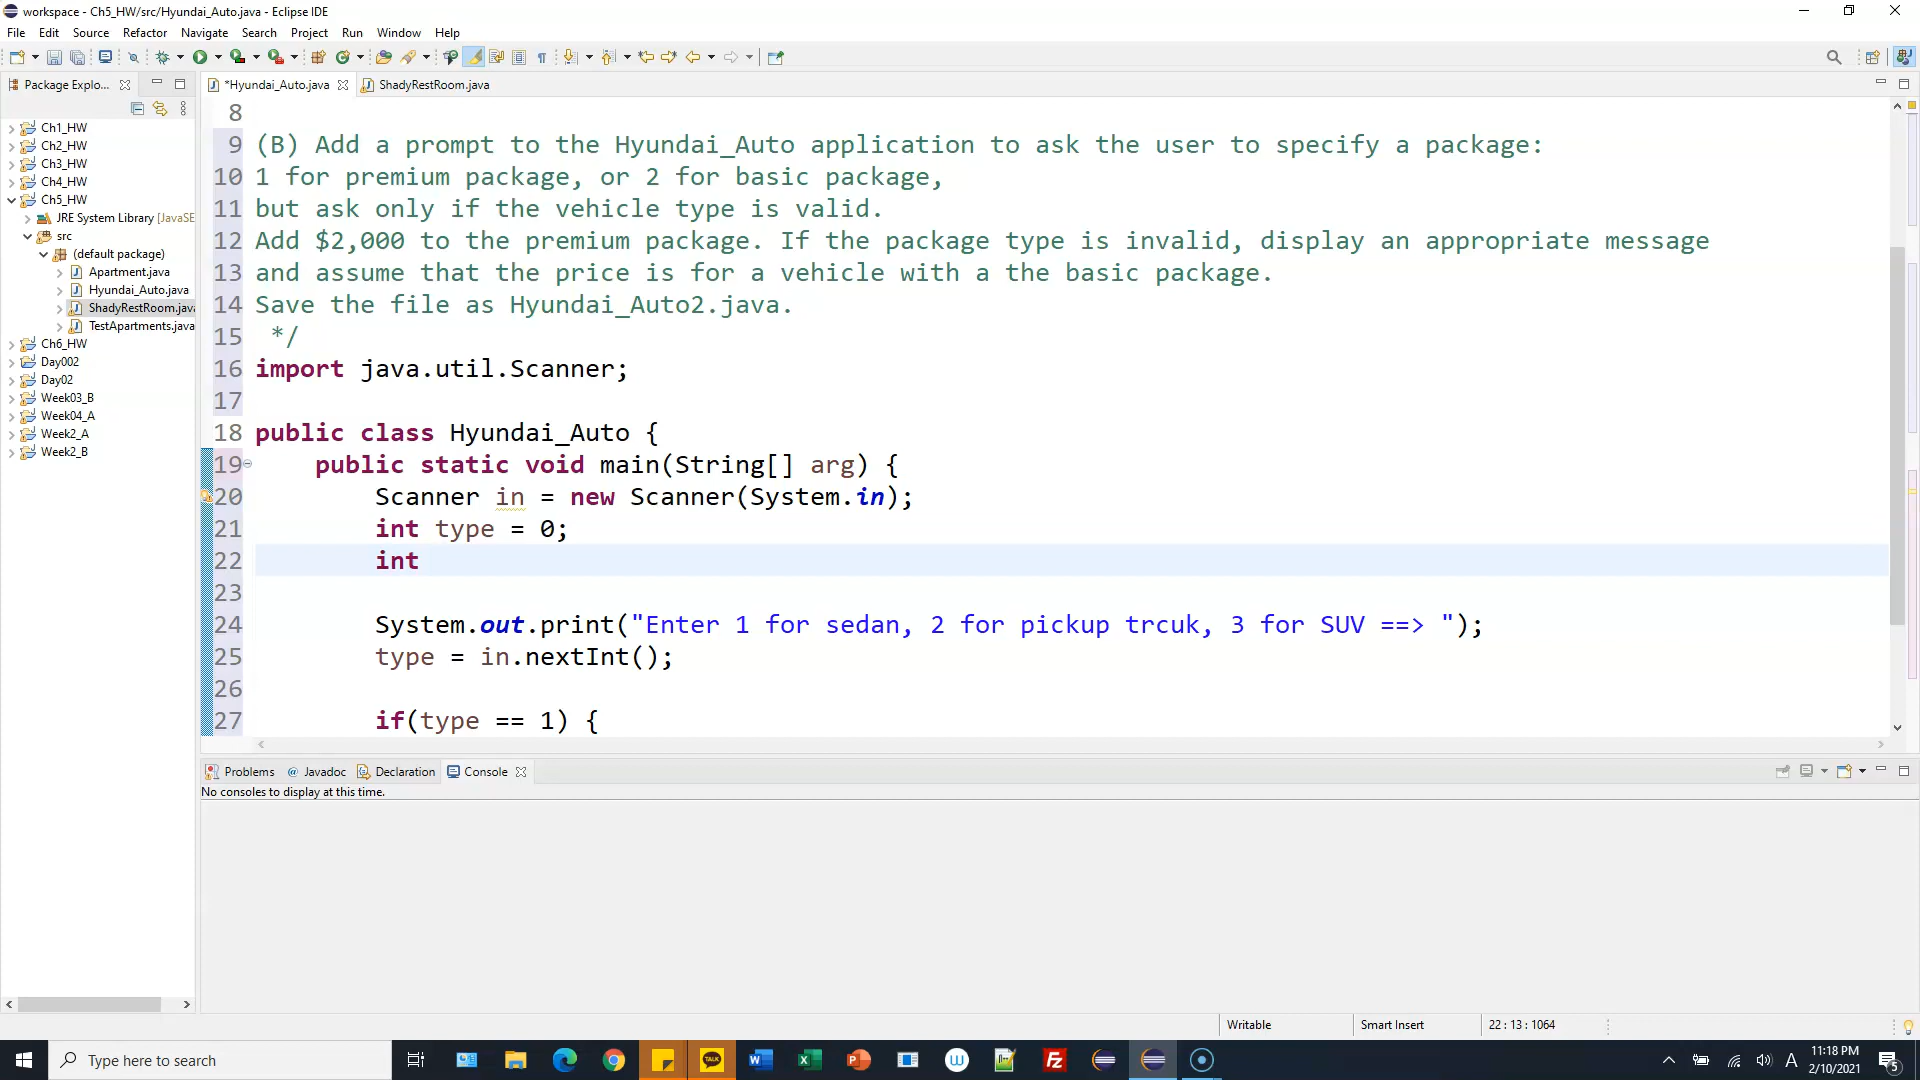 workspace - Ch5_HW/src/Hyundai_Auto.java - Eclipse IDE
File Edit Source Refactor Navigate Search Project Run Window Help
Package Explo...
*Hyundai_Auto.java
ShadyRestRoom.java
Ch1_HW
Ch2_HW
Ch3_HW
Ch4_HW
Ch5_HW
JRE System Library [JavaSE
src
(default package)
Apartment.java
Hyundai_Auto.java
ShadyRestRoom.java
TestApartments.java
Ch6_HW
Day002
Day02
Week03_B
Week04_A
Week2_A
Week2_B
8
9 (B) Add a prompt to the Hyundai_Auto application to ask the user to specify a package:
10 1 for premium package, or 2 for basic package,
11 but ask only if the vehicle type is valid.
12 Add $2,000 to the premium package. If the package type is invalid, display an appropriate message
13 and assume that the price is for a vehicle with a the basic package.
14 Save the file as Hyundai_Auto2.java.
15 */
16 import java.util.Scanner;
17
18 public class Hyundai_Auto {
19 public static void main(String[] arg) {
20 Scanner in = new Scanner(System.in);
21 int type = 0;
22 int
23
24 System.out.print("Enter 1 for sedan, 2 for pickup trcuk, 3 for SUV ==> ");
25 type = in.nextInt();
26
27 if(type == 1) {
Problems @ Javadoc Declaration Console
No consoles to display at this time.
Writable Smart Insert 22 : 13 : 1064
Type here to search
TALK
A
11:18 PM
2/10/2021
5